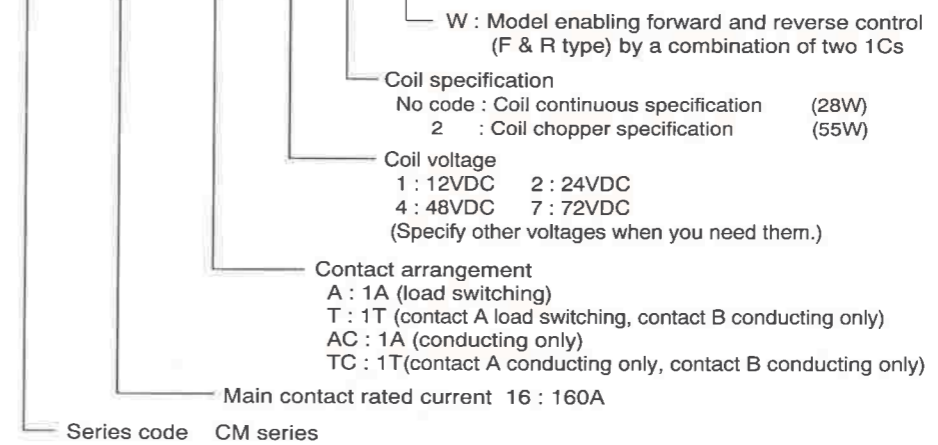 W : Model enabling forward and reverse control
(F & R type) by a combination of two 1Cs
Coil specification
No code : Coil continuous specification (28W)
2 : Coil chopper specification (55W)
Coil voltage
1 : 12VDC 2 : 24VDC
4 : 48VDC 7 : 72VDC
(Specify other voltages when you need them.)
Contact arrangement
A : 1A (load switching)
T : 1T (contact A load switching, contact B conducting only)
AC : 1A (conducting only)
TC : 1T(contact A conducting only, contact B conducting only)
Main contact rated current 16 : 160A
Series code CM series